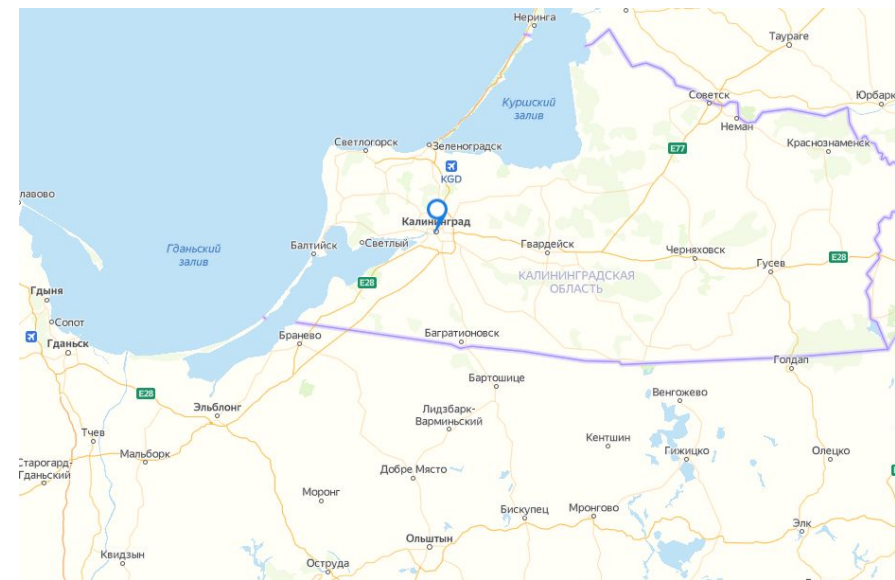 Неринга
Таураге
Куршский
залив
Советск
Юрбарк
Неман
E77
Краснознаменск
Светлогорск
Зеленоградск
KGD
лавово
Калининград
Гданьский
залив
Балтийск
Светлый
Гвардейск
Черняховск
E28
Гусев
КАЛИНИНГРАДСКАЯ
ОБЛАСТЬ
E28
Гдыня
Сопот
Гданьск
Бранево
Багратионовск
Голдап
Бартошице
E28
Эльблонг
Венгожево
Лидзбарк-
Варминьский
Тчев
Кентшин
Мальборк
Гижицко
Олецко
Старогард-
Гданьский
Добре Място
Моронг
Бискупец
Мронгово
Элк
Ольштын
Квидзын
Оструда